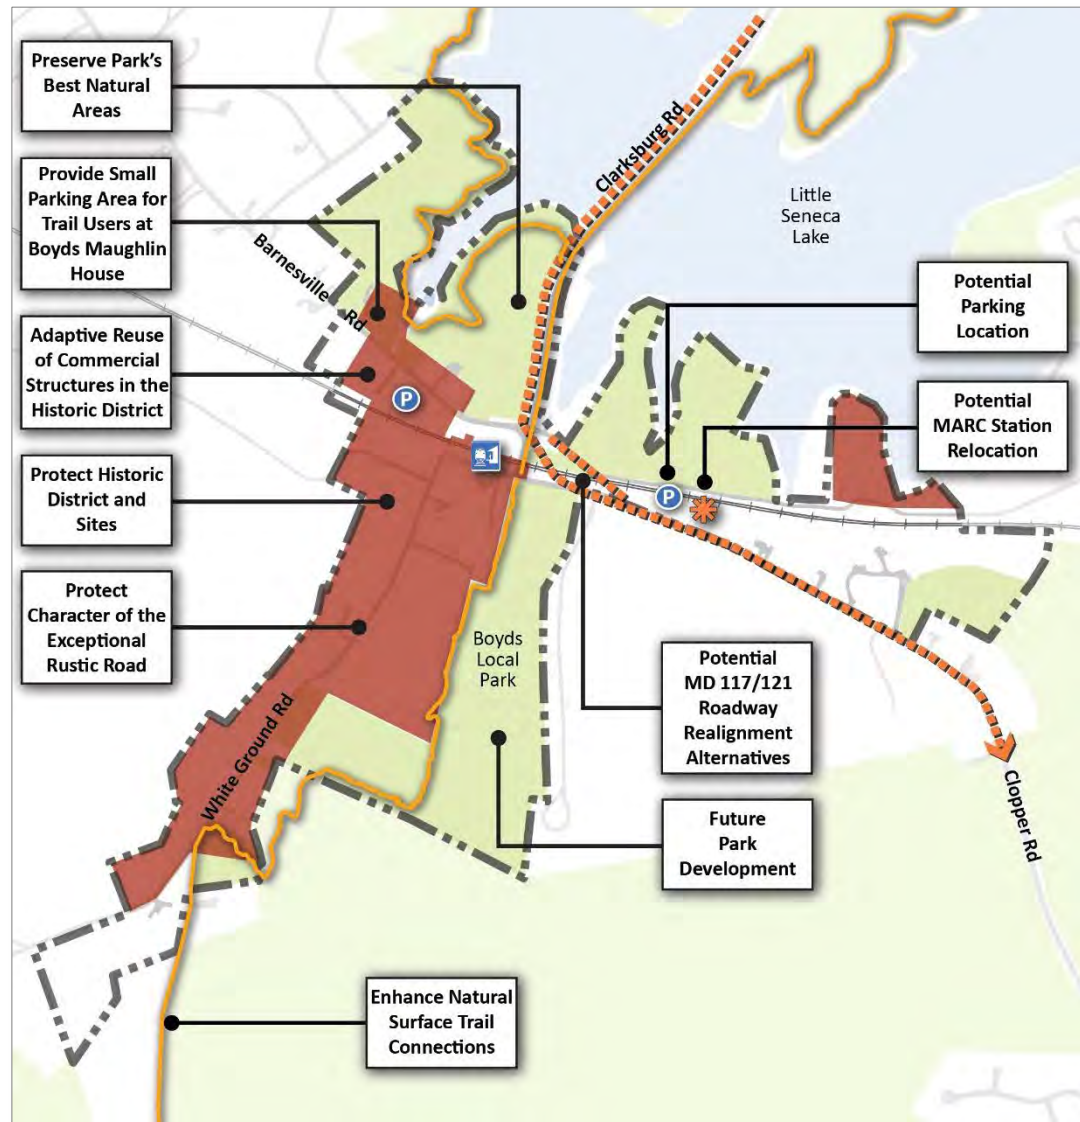 Preserve Park's
Best Natural
Areas
Provide Small
Parking Area for
Trail Users at
Boyds Maughlin
House
Adaptive Reuse
of Commercial
Structures in the
Historic District
Protect Historic
District and
Sites
Protect
Character of the
Exceptional
Rustic Road
Barnesville Rd
Clarksburg Rd
Little
Seneca
Lake
Potential
Parking
Location
Potential
MARC Station
Relocation
P
P
Boyds
Local
Park
Potential
MD 117/121
Roadway
Realignment
Alternatives
Future
Park
Development
White Ground Rd
Clopper Rd
Enhance Natural
Surface Trail
Connections